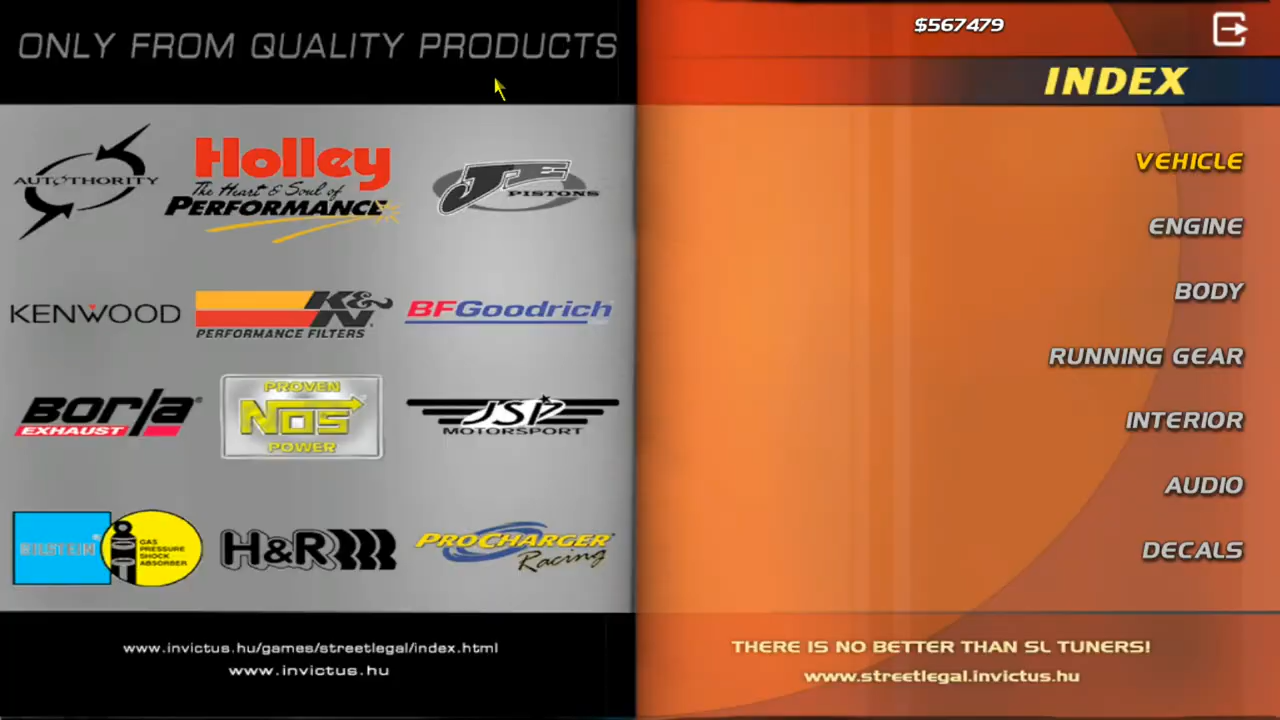 ONLY FROM QUALITY PRODUCTS
AUTOTHORITY
Holley
The Heart & Soul of
PERFORMANCE
JE
PISTONS
KENWOOD
K&N
PERFORMANCE FILTERS
BFGoodrich
Borla
EXHAUST
PROVEN
NOS
POWER
JSP
MOTORSPORT
BILSTEIN
GAS
PRESSURE
SHOCK
ABSORBER
H&R
PROCHARGER
Racing
www.invictus.hu/games/streetlegal/index.html
www.invictus.hu
$567479
INDEX
VEHICLE
ENGINE
BODY
RUNNING GEAR
INTERIOR
AUDIO
DECALS
THERE IS NO BETTER THAN SL TUNERS!
www.streetlegal.invictus.hu